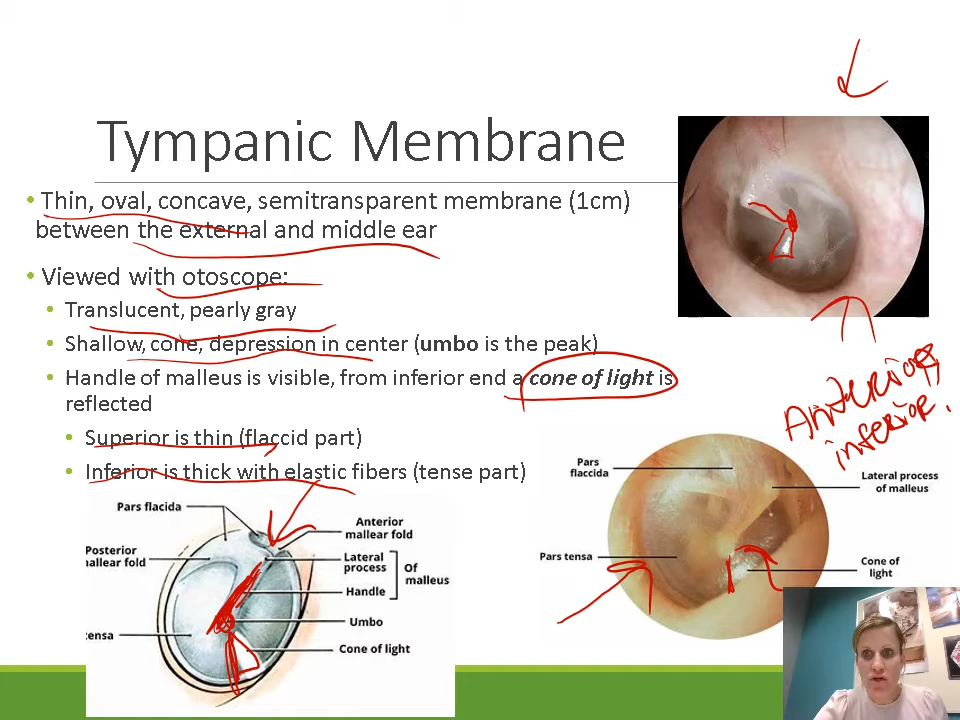 Tympanic Membrane
• Thin, oval, concave, semitransparent membrane (1cm)
between the external and middle ear
• Viewed with otoscope:
• Translucent, pearly gray
• Shallow, cone, depression in center (umbo is the peak)
• Handle of malleus is visible, from inferior end a cone of light is
reflected
• Superior is thin (flaccid part)
• Inferior is thick with elastic fibers (tense part)
Anterior
inferior.
Pars flacida
Posterior
mallear fold
tensa
Anterior
mallear fold
Lateral
process
Handle
Of
malleus
Umbo
Cone of light
Pars
flaccida
Pars tensa
Lateral process
of malleus
Cone of
light